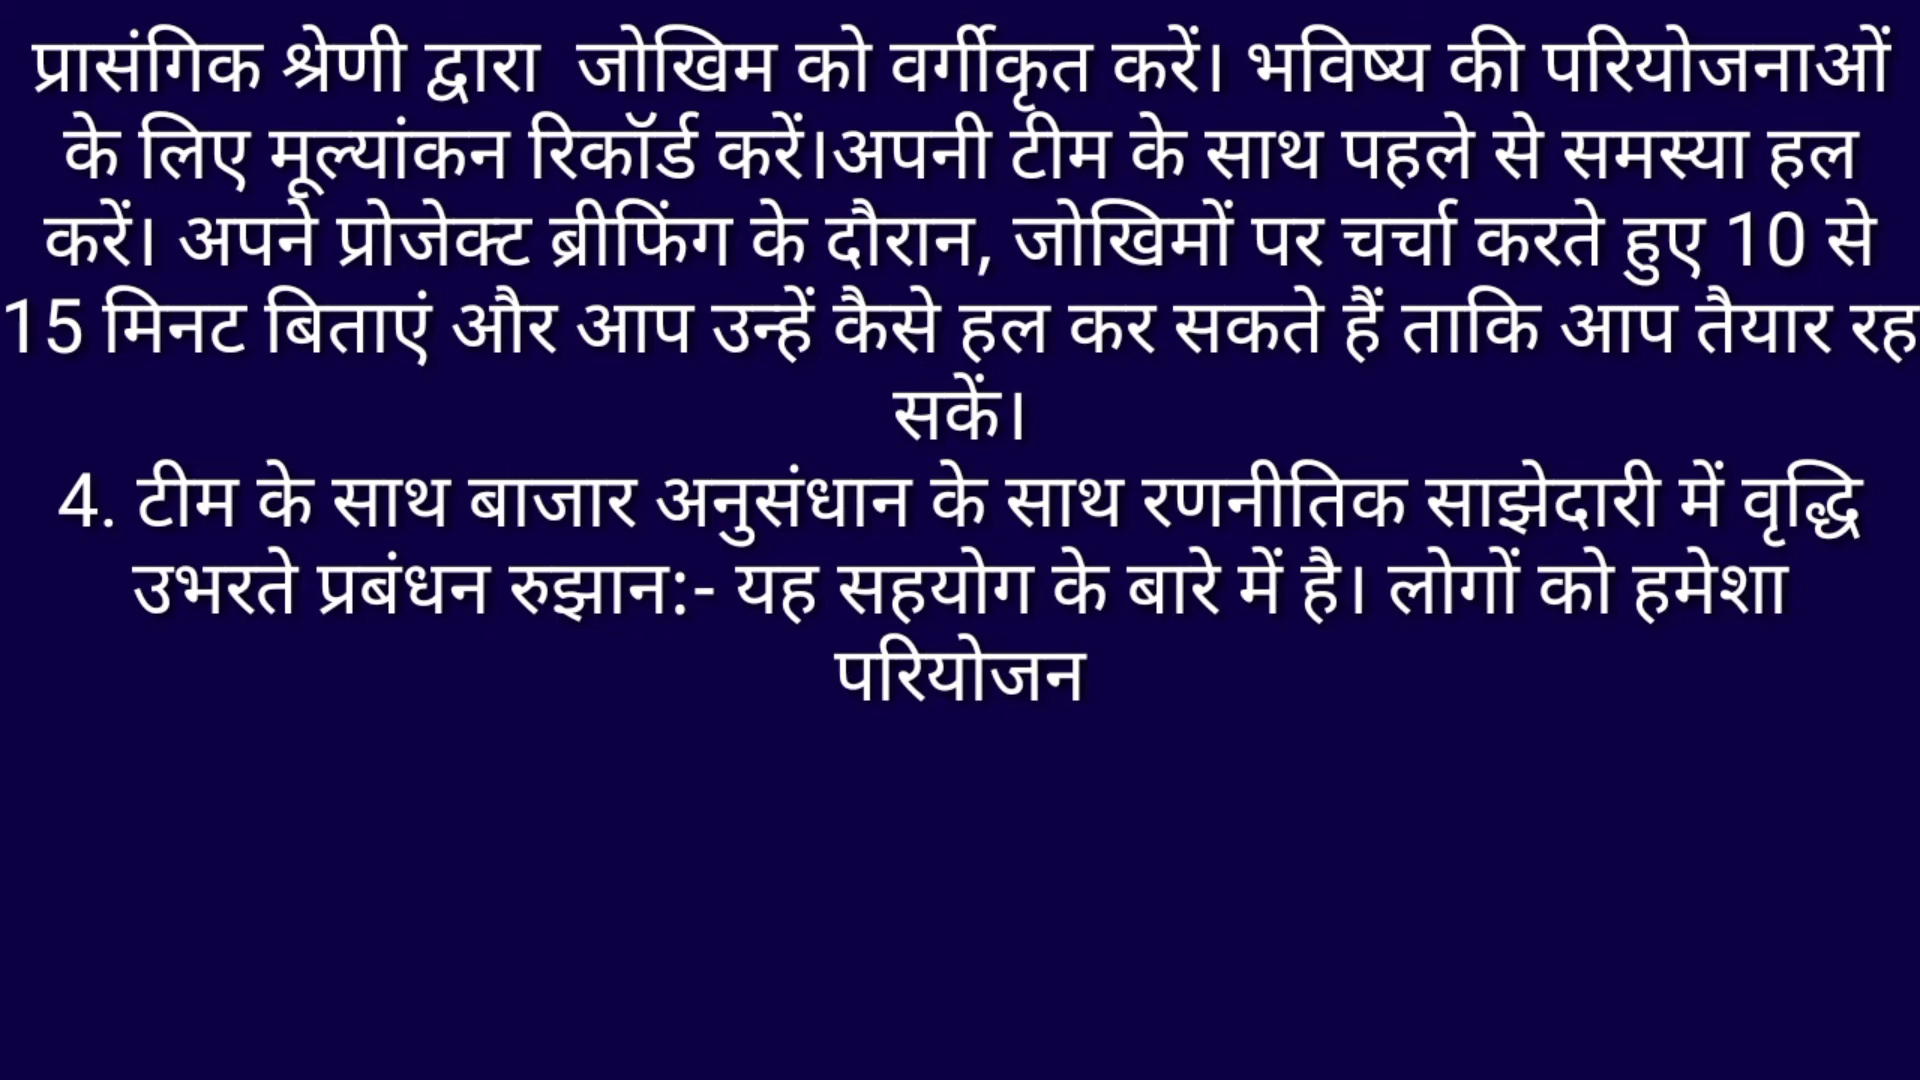 प्रासंगिक श्रेणी द्वारा  जोखिम को वर्गीकृत करें। भविष्य की परियोजनाओं
के लिए मूल्यांकन रिकॉर्ड करें।अपनी टीम के साथ पहले से समस्या हल
करें। अपने प्रोजेक्ट ब्रीफिंग के दौरान, जोखिमों पर चर्चा करते हुए 10 से
15 मिनट बिताएं और आप उन्हें कैसे हल कर सकते हैं ताकि आप तैयार रह
सकें।
4. टीम के साथ बाजार अनुसंधान के साथ रणनीतिक साझेदारी में वृद्धि
उभरते प्रबंधन रुझान:- यह सहयोग के बारे में है। लोगों को हमेशा
परियोजन